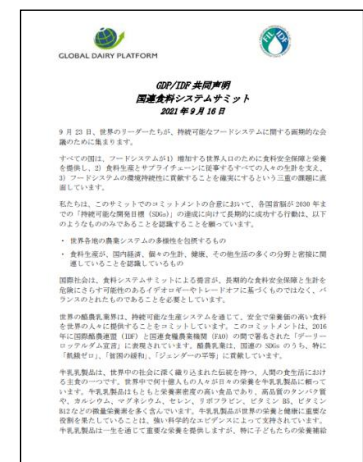 GLOBAL DAIRY PLATFORM
FIL IDF
GDP/IDF 共同声明
国連食料システムサミット
2021 年 9 月 16 日
9 月 23 日、世界のリーダーたちが、持続可能なフードシステムに関する画期的な会
議のために集まります。
すべての国は、フードシステムが1) 増加する世界人口のために食料安全保障と栄養
を提供し、2) 食料生産とサプライチェーンに従事するすべての人々の生計を支え、
3) フードシステムの環境持続性に貢献することを確実にするという三重の課題に直
面しています。
私たちは、このサミットでのコミットメントの合意において、各国首脳が 2030 年ま
での「持続可能な開発目標 (SDGs)」の達成に向けて長期的に成功する行動は、以下
のようなもののみであることを認識することを願っています。
・ 世界各地の農業システムの多様性を包摂するもの
・ 食料生産が、国内経済、個々の生計、健康、その他生活の多くの分野と密接に関
連していることを認識しているもの
国際社会は、食料システムサミットによる提言が、長期的な食料安全保障と生計を
危険にさらす可能性のあるイデオロギーやトレードオフに基づくものではなく、バ
ランスのとれたものであることを必要としています。
世界の酪農乳業界は、持続可能な生産システムを通じて、安全で栄養価の高い食料
を世界の人々に提供することをコミットしています。このコミットメントは、2016
年に国際酪農連盟 (IDF) と国連食糧農業機関 (FAO) の間で署名された「デーリー・
ロッテルダム宣言」に表現されています。酪農乳業は、国連の SDGs のうち、特に
「飢餓ゼロ」、「貧困の緩和」、「ジェンダーの平等」に貢献しています。
牛乳乳製品は、世界中の社会に深く織り込まれた伝統を持つ、人間の食生活におけ
る主食の一つです。世界中で何十億人もの人々が日々の栄養を牛乳乳製品に頼って
います。牛乳乳製品はもともと栄養素密度の高い食品であり、高品質のタンパク質
や、カルシウム、マグネシウム、セレン、リボフラビン、ビタミン B5、ビタミン
B12 などの微量栄養素を多く含んでいます。牛乳乳製品が世界の栄養と健康に重要な
役割を果たしていることは、強い科学的なエビデンスによって支持されています。
牛乳乳製品は一生を通じて重要な栄養を提供しますが、特に子どもたちの栄養補給